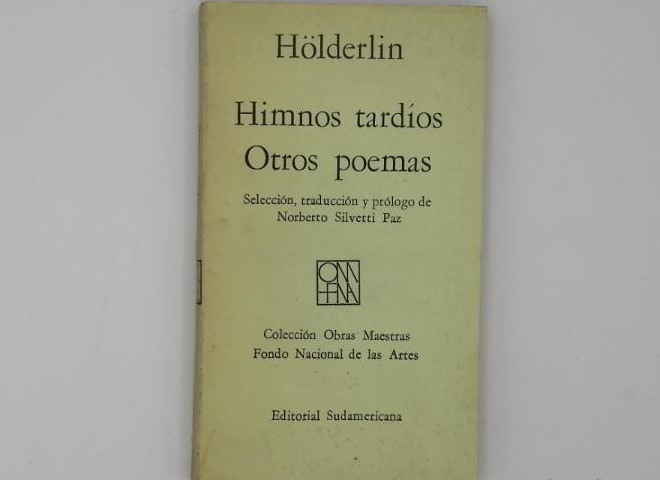 Hölderlin
Himnos tardíos
Otros poemas
Selección, traducción y prólogo de
Norberto Silvetti Paz
Colección Obras Maestras
Fondo Nacional de las Artes
Editorial Sudamericana